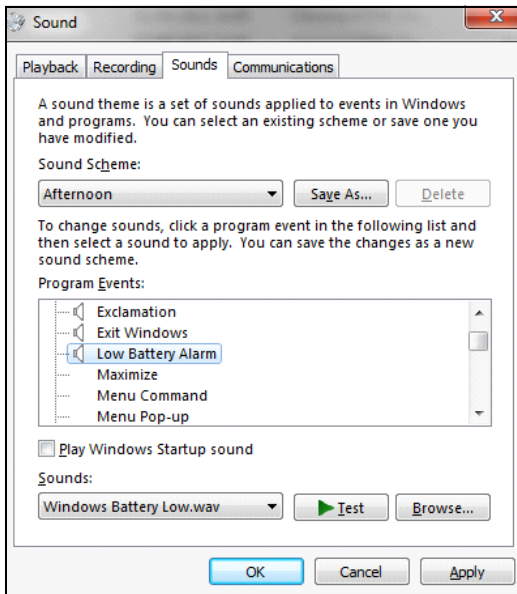 Sound
Playback Recording Sounds Communications
A sound theme is a set of sounds applied to events in Windows
and programs. You can select an existing scheme or save one you
have modified.
Sound Scheme:
Afternoon Save As... Delete
To change sounds, click a program event in the following list and
then select a sound to apply. You can save the changes as a new
sound scheme.
Program Events:
Exclamation
Exit Windows
Low Battery Alarm
Maximize
Menu Command
Menu Pop-up
Play Windows Startup sound
Sounds:
Windows Battery Low.wav Test Browse...
OK Cancel Apply